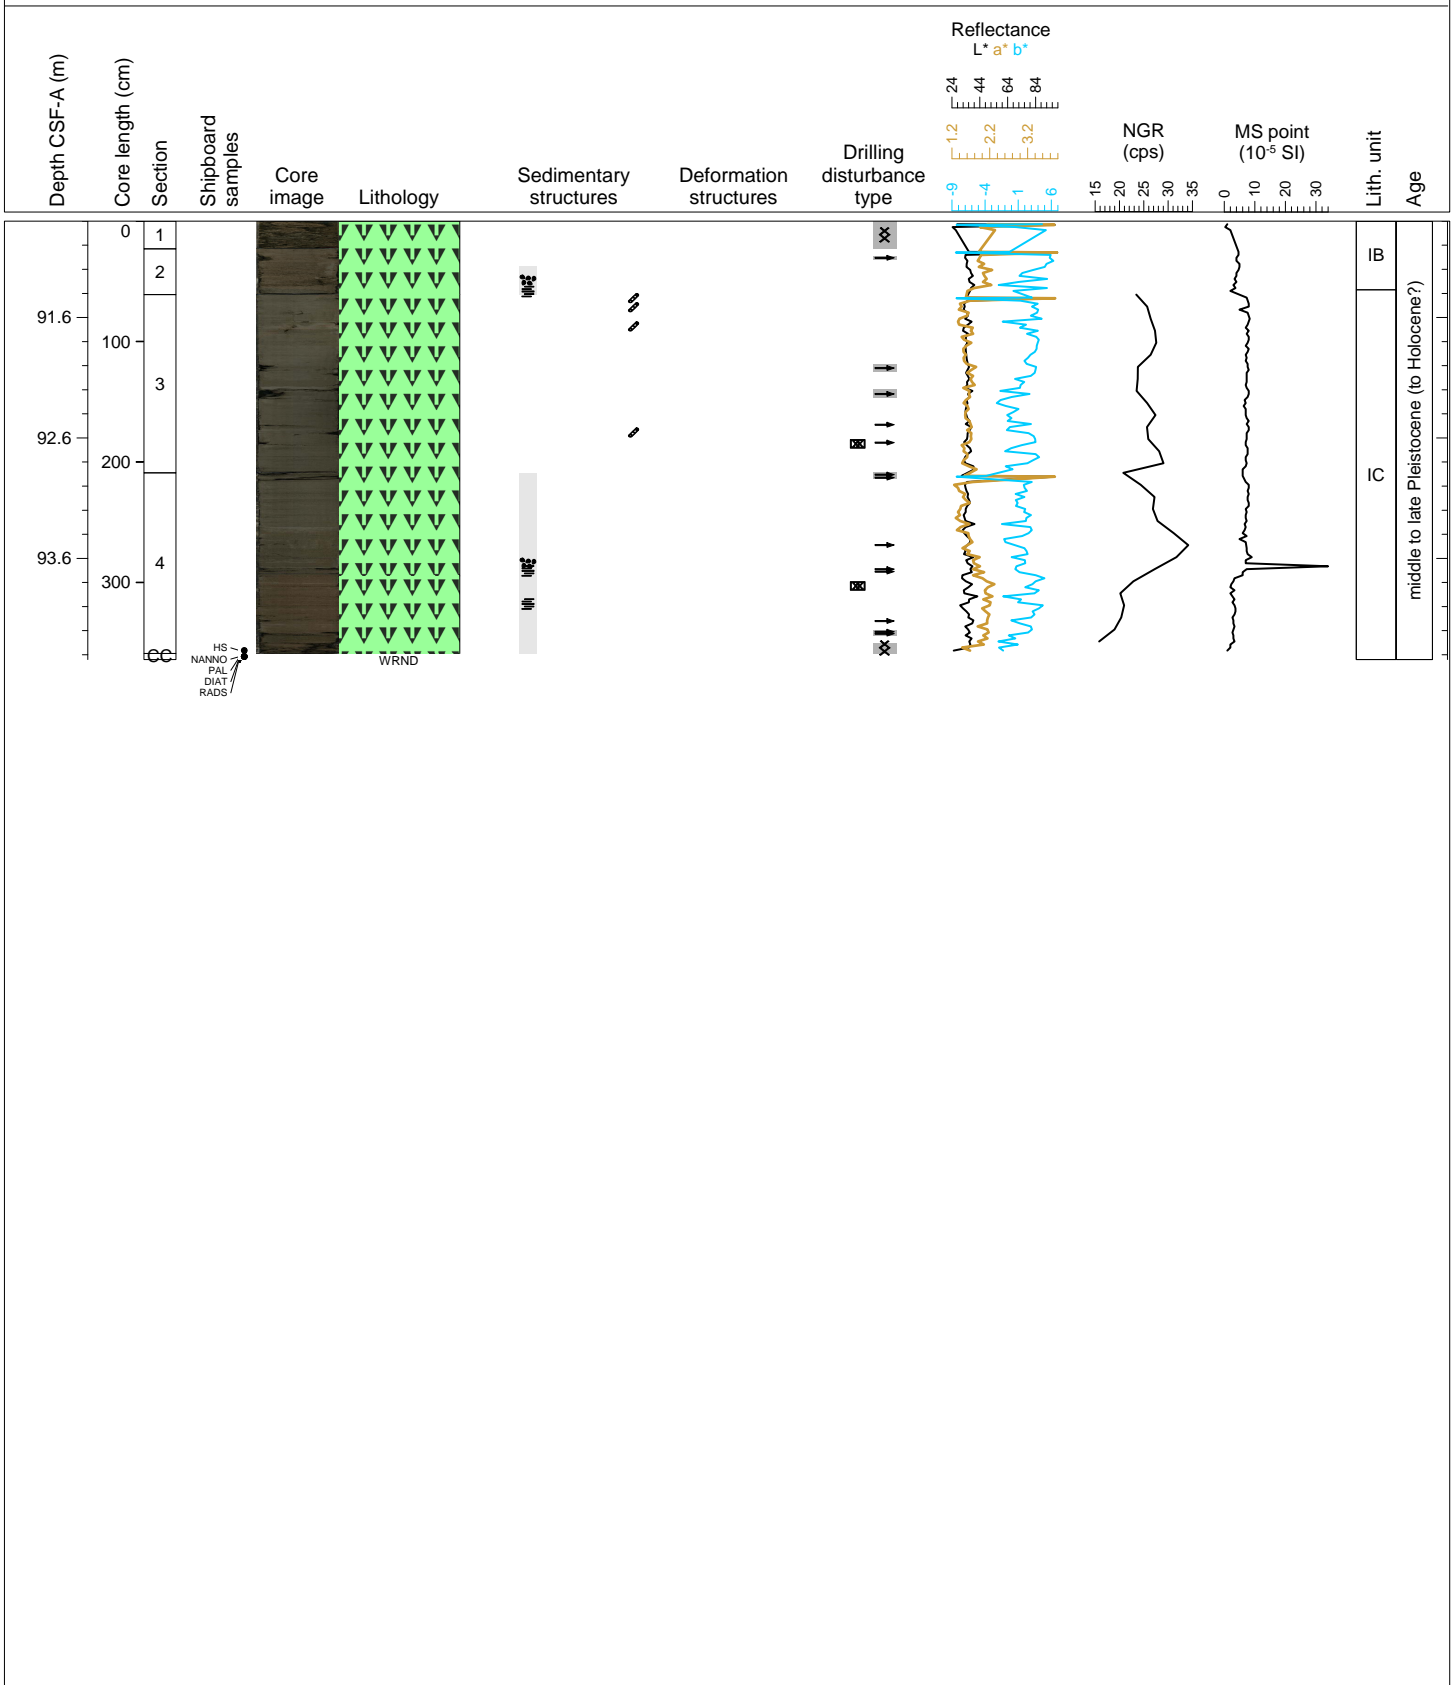 Depth CSF-A (m)
Core length (cm)
Section
Shipboard
samples
Core
image
Lithology
Sedimentary
structures
Deformation
structures
Drilling
disturbance
type
Reflectance
L* a* b*
24 44 64 84
1.2 2.2 3.2
-9 -4 1 6
NGR
(cps)
15 20 25 30 35
MS point
(10-5 SI)
0 10 20 30
Lith. unit
Age
0
1
2
IB
91.6
100
3
92.6
200
IC
93.6
4
300
middle to late Pleistocene (to Holocene?)
HS
CC
NANNO
WRND
PAL
DIAT
RADS